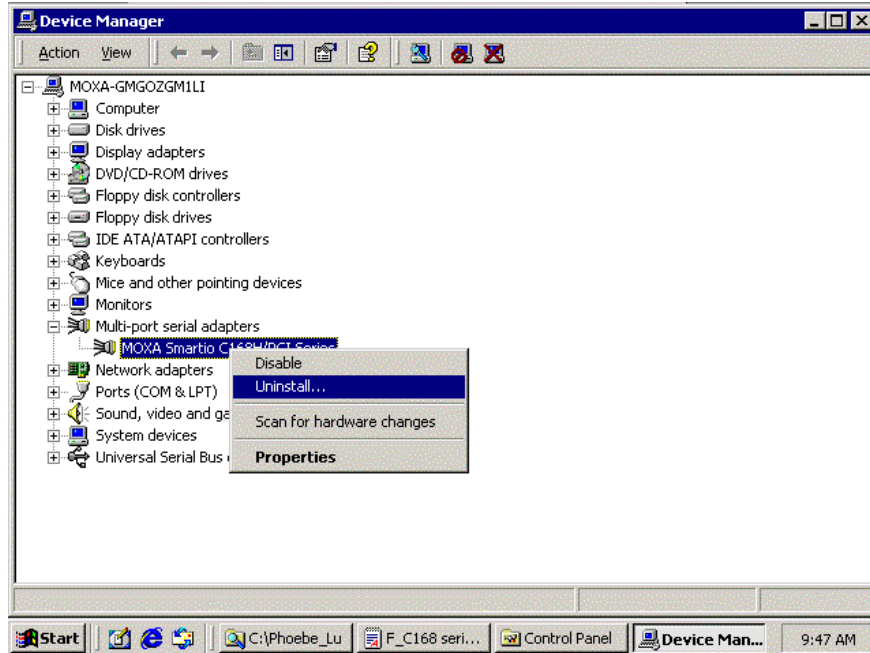 Device Manager
Action View
MOXA-GMGOZGM1LI
Computer
Disk drives
Display adapters
DVD/CD-ROM drives
Floppy disk controllers
Floppy disk drives
IDE ATA/ATAPI controllers
Keyboards
Mice and other pointing devices
Monitors
Multi-port serial adapters
MOXA Smartio C168H/PCI Series
Network adapters
Ports (COM & LPT)
Sound, video and ga
System devices
Universal Serial Bus
Disable
Uninstall...
Scan for hardware changes
Properties
Start C:\Phoebe_Lu F_C168 seri... Control Panel Device Man... 9:47 AM